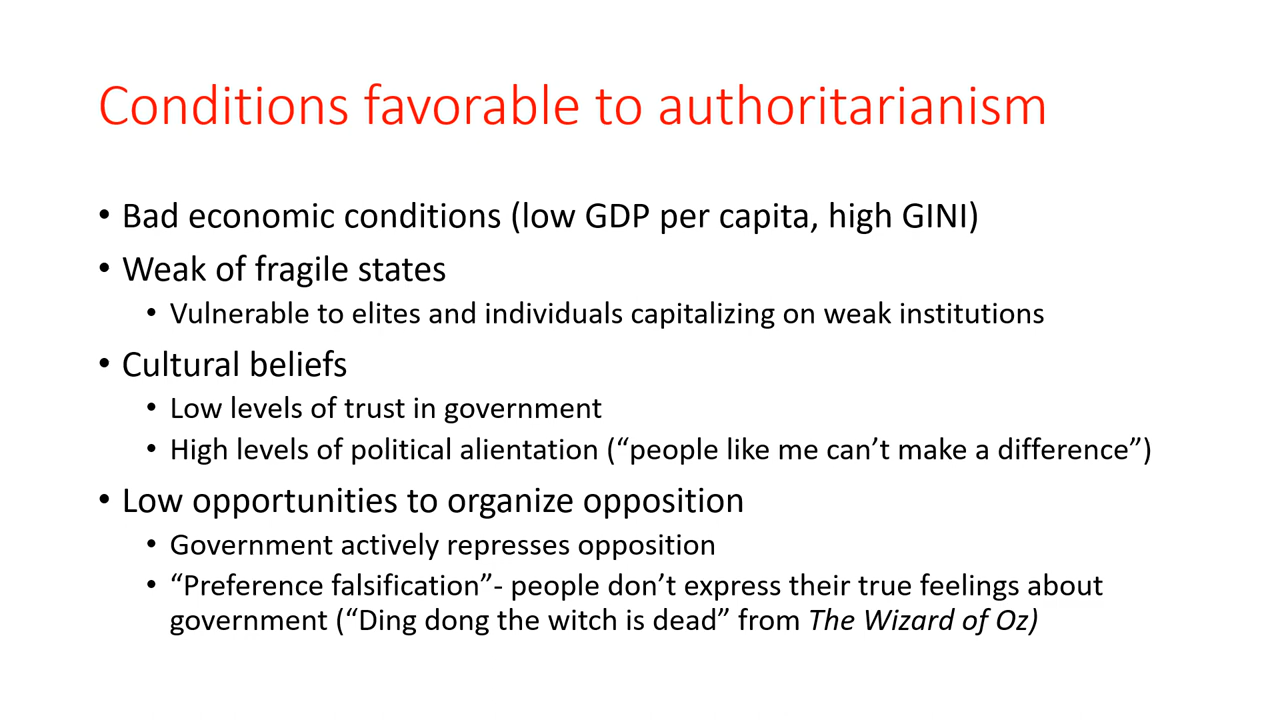 Conditions favorable to authoritarianism
• Bad economic conditions (low GDP per capita, high GINI)
• Weak of fragile states
• Vulnerable to elites and individuals capitalizing on weak institutions
• Cultural beliefs
• Low levels of trust in government
• High levels of political alientation (“people like me can’t make a difference”)
• Low opportunities to organize opposition
• Government actively represses opposition
• “Preference falsification”- people don’t express their true feelings about
government (“Ding dong the witch is dead” from The Wizard of Oz)